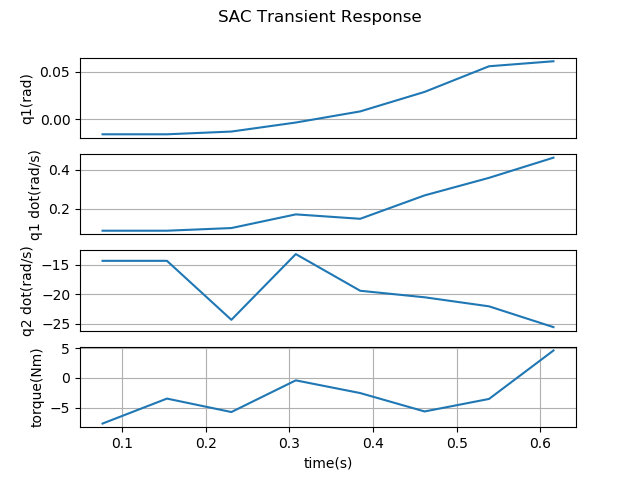 SAC Transient Response
q1(rad)
0.05
0.00
q1 dot(rad/s)
0.4
0.2
q2 dot(rad/s)
−15
−20
−25
torque(Nm)
5
0
−5
0.1 0.2 0.3 0.4 0.5 0.6
time(s)